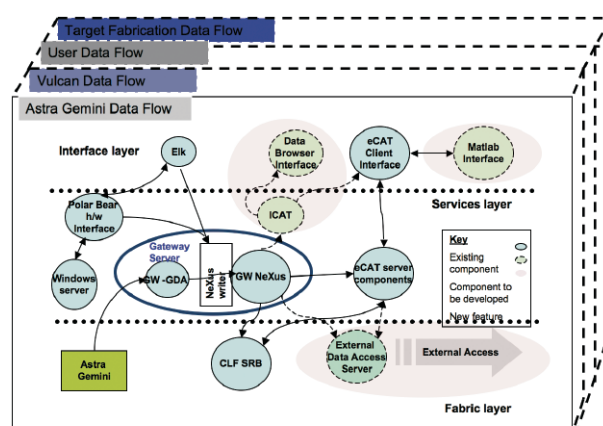 Target Fabrication Data Flow
User Data Flow
Vulcan Data Flow
Astra Gemini Data Flow
Interface layer
Elk
Data
Browser
Interface
eCAT
Client
Interface
Matlab
Interface
Polar Bear
h/w
Interface
ICAT
Services layer
Windows
server
Gateway
Server
GW -GDA
NeXus
writer
GW NeXus
eCAT server
components
Key
Existing
component
Component to
be developed
New feature
Astra
Gemini
CLF SRB
External
Data Access
Server
External Access
Fabric layer